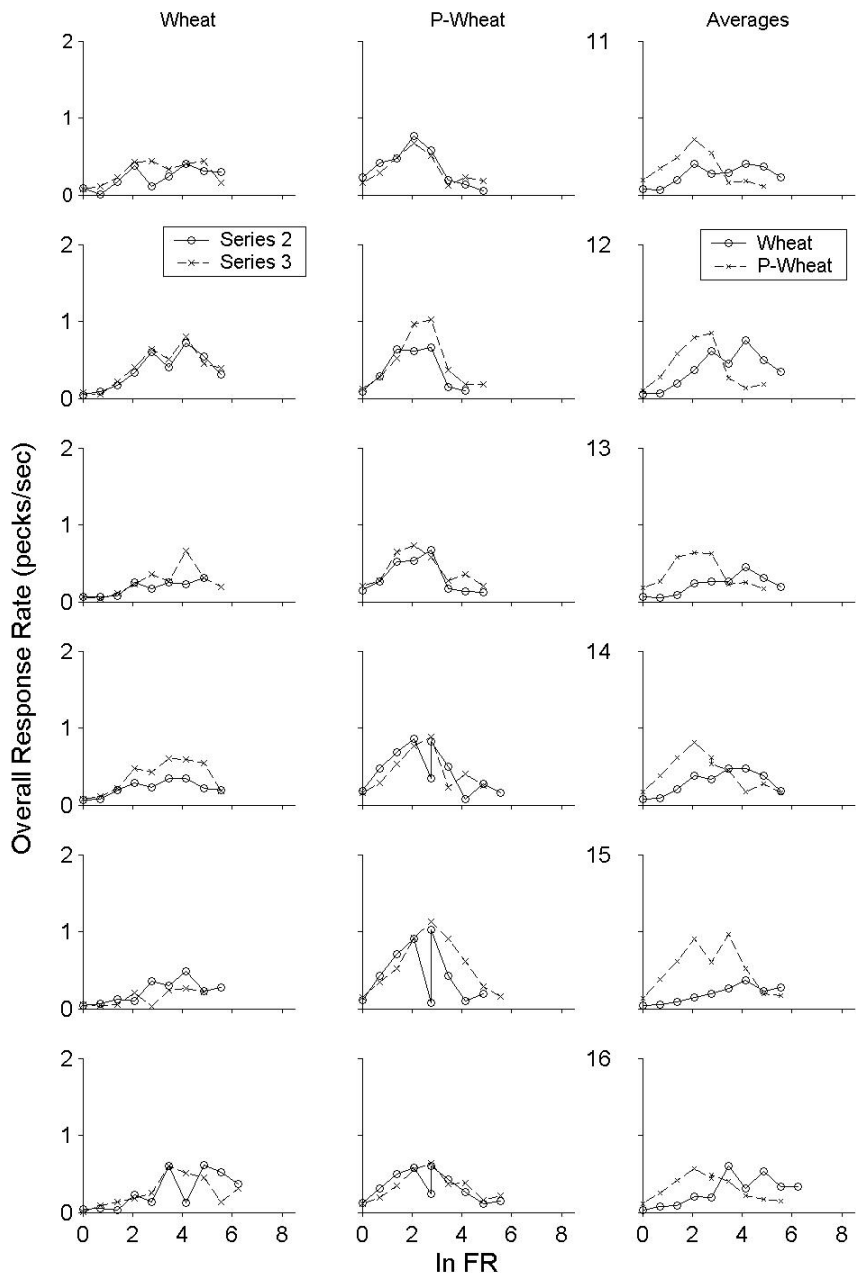 Wheat P-Wheat Averages
2 11
1
0
Series 2
Series 3
Wheat
P-Wheat
2 12
1
0
2 13
1
0
Overall Response Rate (pecks/sec)
2 14
1
0
2 15
1
0
2 16
1
0
0 2 4 6 8 0 2 4 6 8 0 2 4 6 8
ln FR